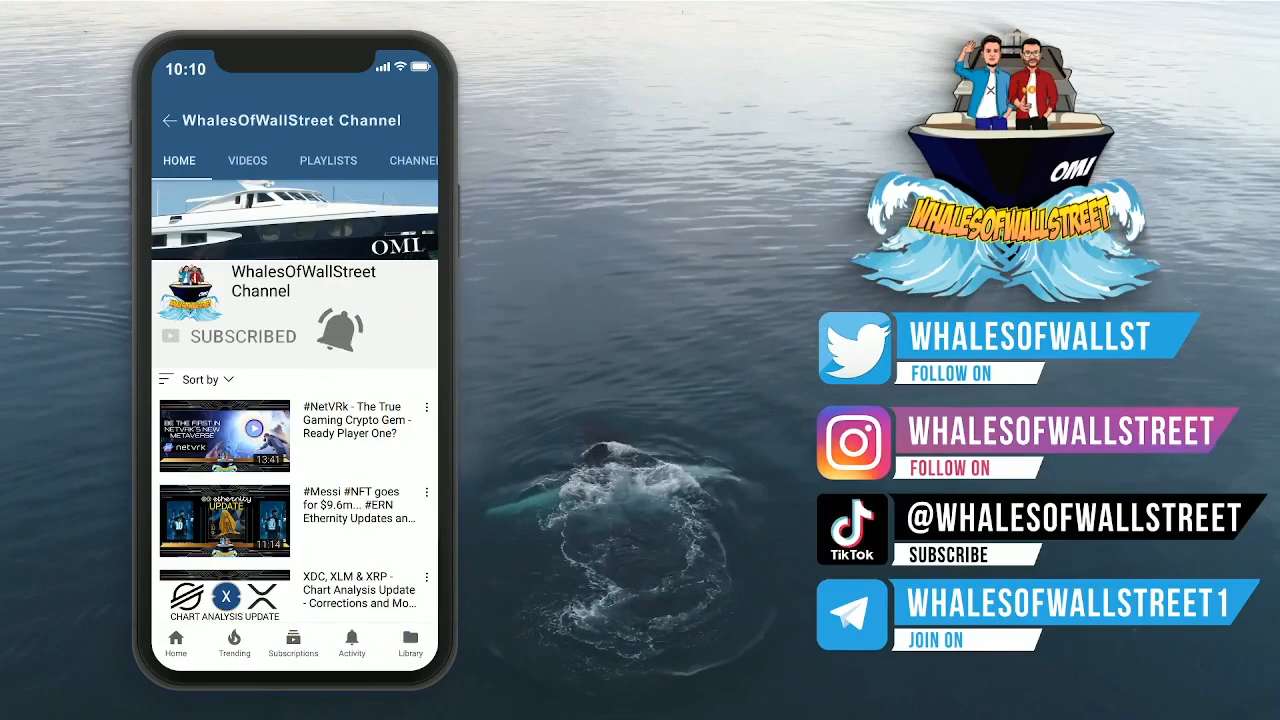 10:10
WhalesOfWallStreet Channel
HOME VIDEOS PLAYLISTS CHANNEL
OML
WhalesOfWallStreet
Channel
SUBSCRIBED
Sort by
BE THE FIRST IN
NETVRK'S NEW
METAVERSE
netvrk
13:41
#NetVRk - The True
Gaming Crypto Gem -
Ready Player One?
ethernity
UPDATE
11:14
#Messi #NFT goes
for $9.6m... #ERN
Ethernity Updates an...
X
CHART ANALYSIS UPDATE
XDC, XLM & XRP -
Chart Analysis Update
- Corrections and Mo...
Home Trending Subscriptions Activity Library
OMI
WHALESOFWALLSTREET
WHALESOFWALLST
FOLLOW ON
WHALESOFWALLSTREET
FOLLOW ON
TikTok
@WHALESOFWALLSTREET
SUBSCRIBE
WHALESOFWALLSTREET1
JOIN ON